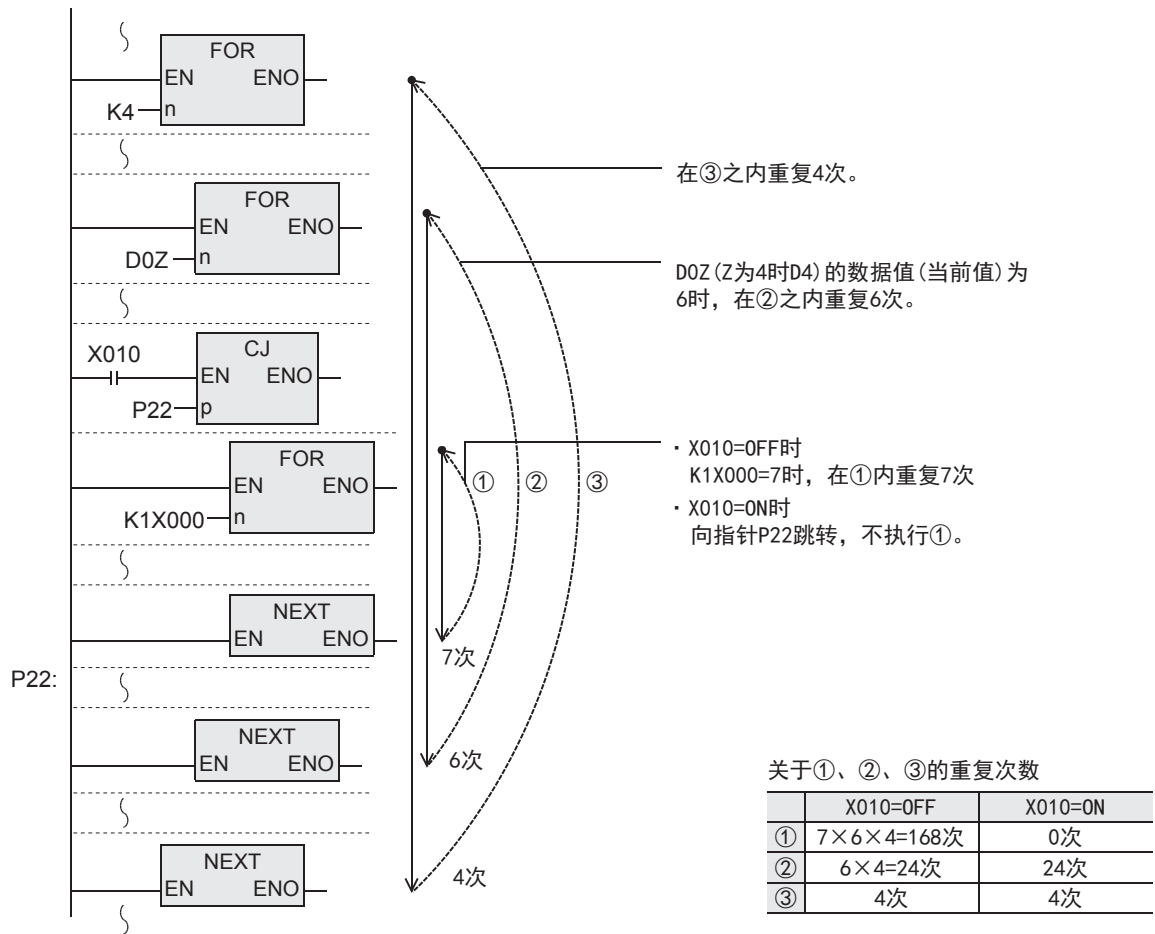 FOR
EN ENO
K4 n
在③之内重复4次。
FOR
EN ENO
D0Z n
D0Z(Z为4时D4)的数据值(当前值)为
6时，在②之内重复6次。
X010
CJ
EN ENO
P22 p
FOR
EN ENO
K1X000 n
① ② ③
·X010=OFF时
K1X000=7时，在①内重复7次
·X010=ON时
向指针P22跳转，不执行①。
NEXT
EN ENO
7次
P22:
NEXT
EN ENO
6次
NEXT
EN ENO
4次
关于①、②、③的重复次数
X010=OFF X010=ON
① 7×6×4=168次 0次
② 6×4=24次 24次
③ 4次 4次